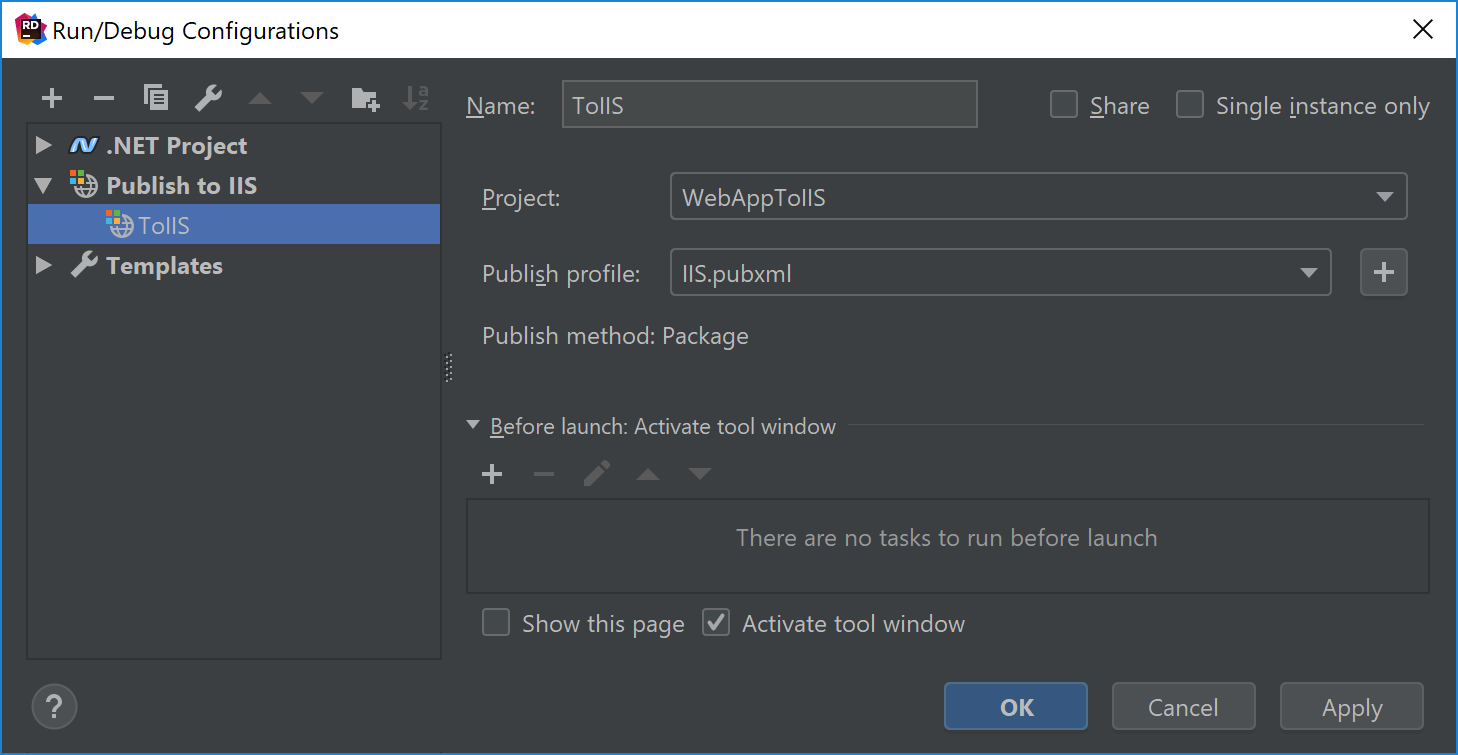 RD Run/Debug Configurations
Name: ToIIS Share Single instance only
.NET Project
Publish to IIS
ToIIS
Templates
Project: WebAppToIIS
Publish profile: IIS.pubxml
Publish method: Package
Before launch: Activate tool window
There are no tasks to run before launch
Show this page Activate tool window
? OK Cancel Apply